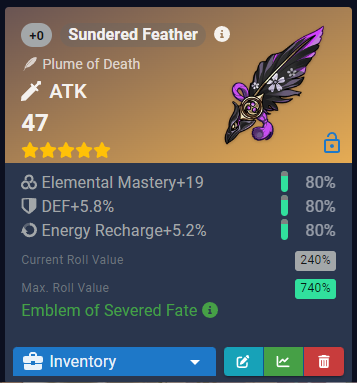 +0 Sundered Feather
Plume of Death
ATK
47
Elemental Mastery+19 80%
DEF+5.8% 80%
Energy Recharge+5.2% 80%
Current Roll Value 240%
Max. Roll Value 740%
Emblem of Severed Fate
Inventory